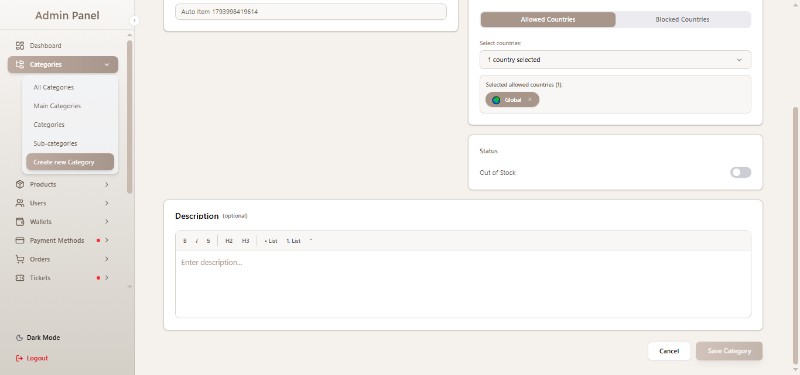 Admin Panel
Dashboard
Categories
All Categories
Main Categories
Categories
Sub-categories
Create new Category
Products
Users
Wallets
Payment Methods
Orders
Tickets
Dark Mode
Logout
Auto Item 1793998419614
Allowed Countries
Blocked Countries
Select countries:
1 country selected
Selected allowed countries (1):
Global ×
Status
Out of Stock
Description (optional)
B I S H2 H3 • List 1. List "
Enter description...
Cancel
Save Category